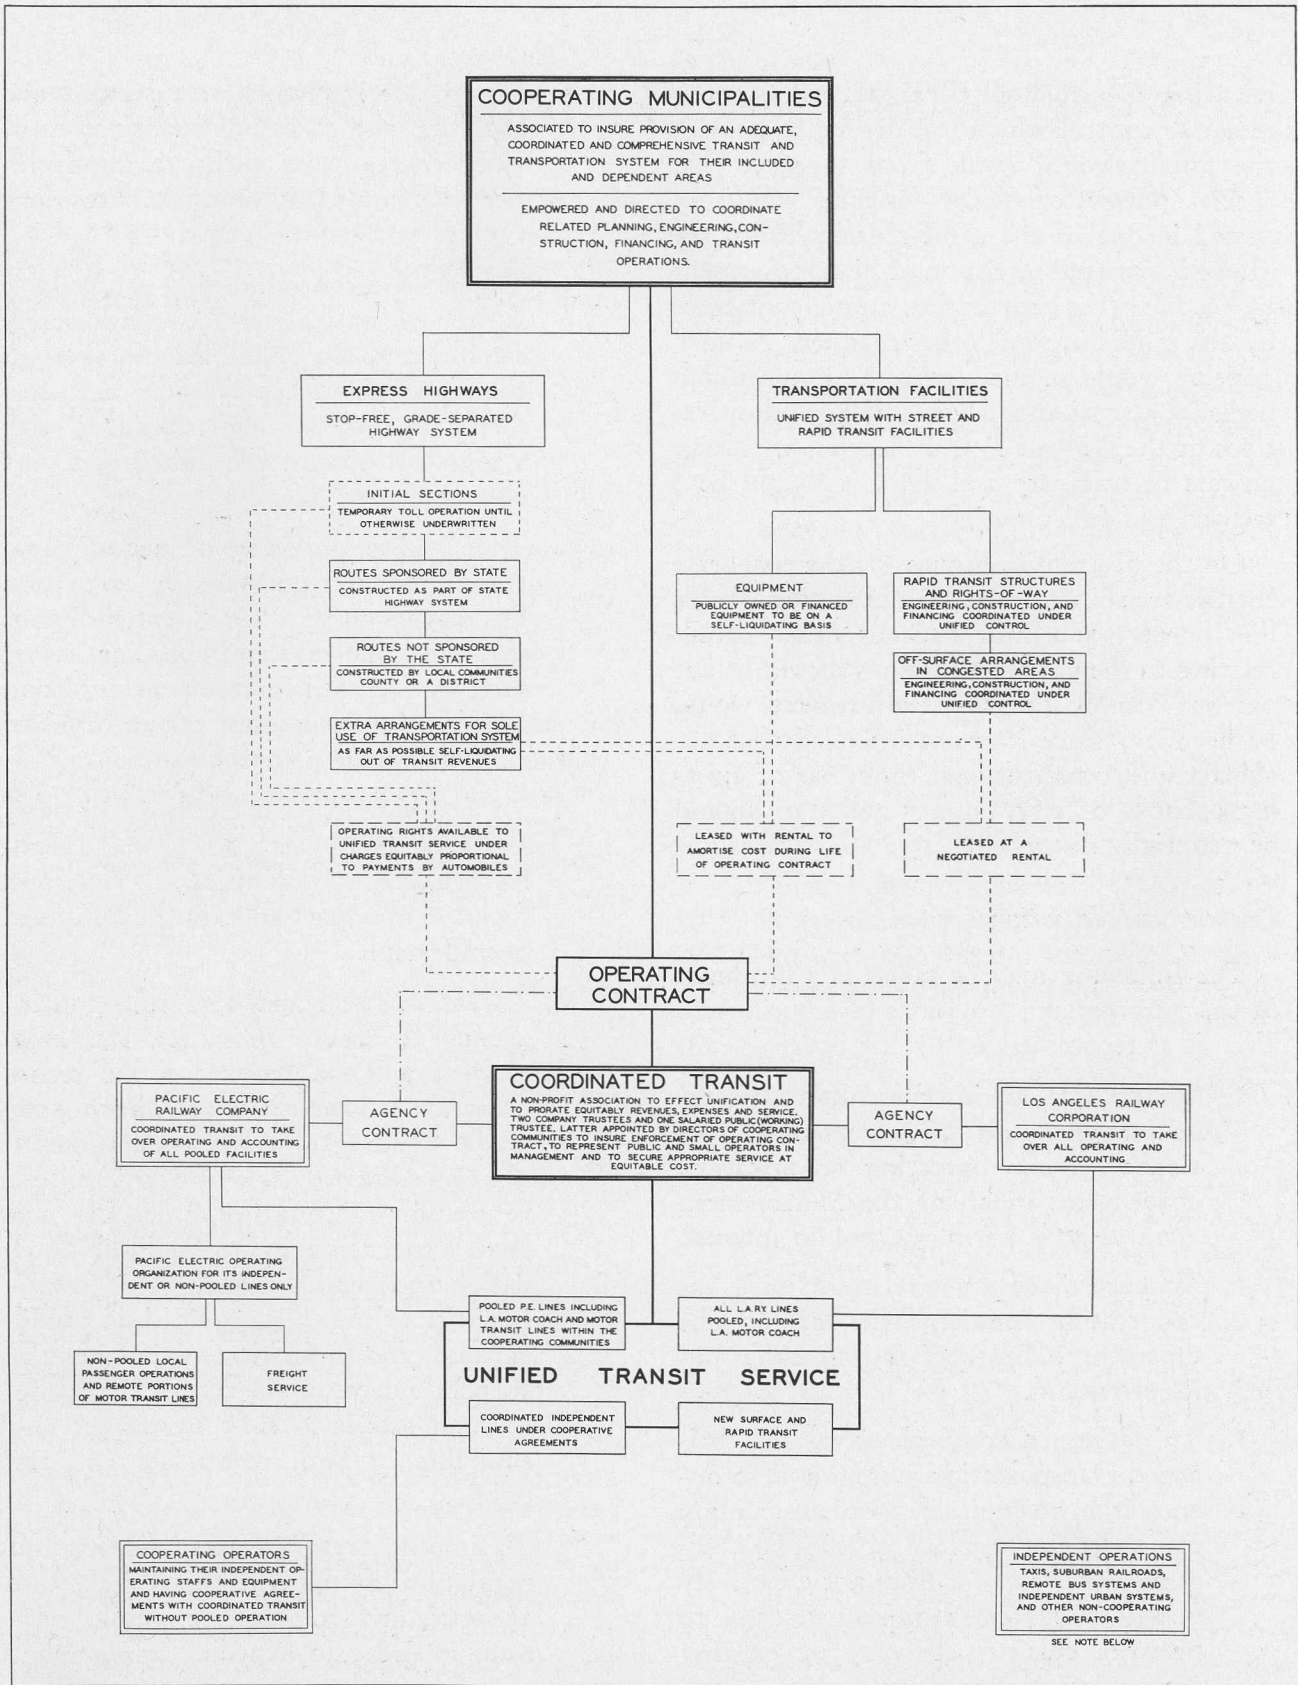 COOPERATING MUNICIPALITIES
ASSOCIATED TO INSURE PROVISION OF AN ADEQUATE,
COORDINATED AND COMPREHENSIVE TRANSIT AND
TRANSPORTATION SYSTEM FOR THEIR INCLUDED
AND DEPENDENT AREAS
EMPOWERED AND DIRECTED TO COORDINATE
RELATED PLANNING, ENGINEERING, CON-
STRUCTION, FINANCING, AND TRANSIT
OPERATIONS.
EXPRESS HIGHWAYS
STOP-FREE, GRADE-SEPARATED
HIGHWAY SYSTEM
TRANSPORTATION FACILITIES
UNIFIED SYSTEM WITH STREET AND
RAPID TRANSIT FACILITIES
INITIAL SECTIONS
TEMPORARY TOLL OPERATION UNTIL
OTHERWISE UNDERWRITTEN
ROUTES SPONSORED BY STATE
CONSTRUCTED AS PART OF STATE
HIGHWAY SYSTEM
ROUTES NOT SPONSORED
BY THE STATE
CONSTRUCTED BY LOCAL COMMUNITIES
COUNTY OR A DISTRICT
EXTRA ARRANGEMENTS FOR SOLE
USE OF TRANSPORTATION SYSTEM
AS FAR AS POSSIBLE SELF-LIQUIDATING
OUT OF TRANSIT REVENUES
EQUIPMENT
PUBLICLY OWNED OR FINANCED
EQUIPMENT TO BE ON A
SELF-LIQUIDATING BASIS
RAPID TRANSIT STRUCTURES
AND RIGHTS-OF-WAY
ENGINEERING, CONSTRUCTION, AND
FINANCING COORDINATED UNDER
UNIFIED CONTROL
OFF-SURFACE ARRANGEMENTS
IN CONGESTED AREAS
ENGINEERING, CONSTRUCTION, AND
FINANCING COORDINATED UNDER
UNIFIED CONTROL
OPERATING RIGHTS AVAILABLE TO
UNIFIED TRANSIT SERVICE UNDER
CHARGES EQUITABLY PROPORTIONAL
TO PAYMENTS BY AUTOMOBILES
LEASED WITH RENTAL TO
AMORTISE COST DURING LIFE
OF OPERATING CONTRACT
LEASED AT A
NEGOTIATED RENTAL
OPERATING
CONTRACT
PACIFIC ELECTRIC
RAILWAY COMPANY
COORDINATED TRANSIT TO TAKE
OVER OPERATING AND ACCOUNTING
OF ALL POOLED FACILITIES
AGENCY
CONTRACT
COORDINATED TRANSIT
A NON-PROFIT ASSOCIATION TO EFFECT UNIFICATION AND
TO PRORATE EQUITABLY REVENUES, EXPENSES AND SERVICE.
TWO COMPANY TRUSTEES AND ONE SALARIED PUBLIC (WORKING)
TRUSTEE. LATTER APPOINTED BY DIRECTORS OF COOPERATING
COMMUNITIES TO INSURE ENFORCEMENT OF OPERATING CON-
TRACT, TO REPRESENT PUBLIC AND SMALL OPERATORS IN
MANAGEMENT AND TO SECURE APPROPRIATE SERVICE AT
EQUITABLE COST.
AGENCY
CONTRACT
LOS ANGELES RAILWAY
CORPORATION
COORDINATED TRANSIT TO TAKE
OVER ALL OPERATING AND
ACCOUNTING
PACIFIC ELECTRIC OPERATING
ORGANIZATION FOR ITS INDEPEN-
DENT OR NON-POOLED LINES ONLY
NON-POOLED LOCAL
PASSENGER OPERATIONS
AND REMOTE PORTIONS
OF MOTOR TRANSIT LINES
FREIGHT
SERVICE
POOLED P.E. LINES INCLUDING
L.A. MOTOR COACH AND MOTOR
TRANSIT LINES WITHIN THE
COOPERATING COMMUNITIES
ALL L.A.RY LINES
POOLED, INCLUDING
L.A. MOTOR COACH
UNIFIED TRANSIT SERVICE
COORDINATED INDEPENDENT
LINES UNDER COOPERATIVE
AGREEMENTS
NEW SURFACE AND
RAPID TRANSIT
FACILITIES
COOPERATING OPERATORS
MAINTAINING THEIR INDEPENDENT OP-
ERATING STAFFS AND EQUIPMENT
AND HAVING COOPERATIVE AGREE-
MENTS WITH COORDINATED TRANSIT
WITHOUT POOLED OPERATION
INDEPENDENT OPERATIONS
TAXIS, SUBURBAN RAILROADS,
REMOTE BUS SYSTEMS AND
INDEPENDENT URBAN SYSTEMS,
AND OTHER NON-COOPERATING
OPERATORS
SEE NOTE BELOW